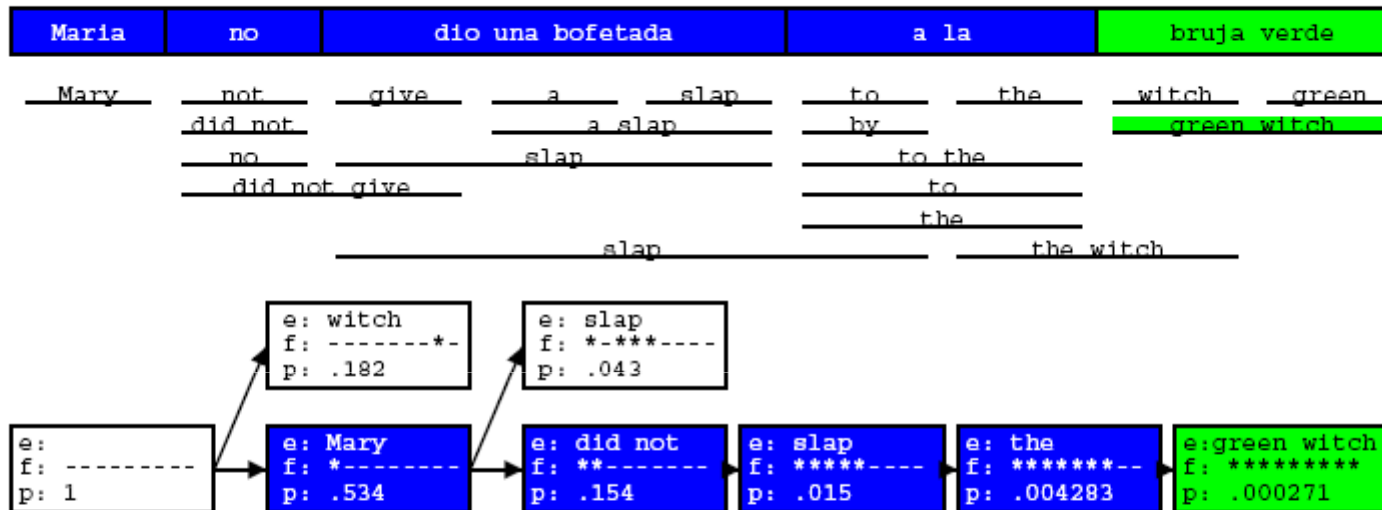 Maria no dio una bofetada a la bruja verde
Mary not give a slap to the witch green
did not a slap by green witch
no slap to the
did not give to
the
slap the witch
e: witch e: slap
f: -------*- f: *-***----
p: .182 p: .043
e: e: Mary e: did not e: slap e: the e:green witch
f: --------- f: *-------- f: **------- f: *****---- f: *******-- f: *********
p: 1 p: .534 p: .154 p: .015 p: .004283 p: .000271